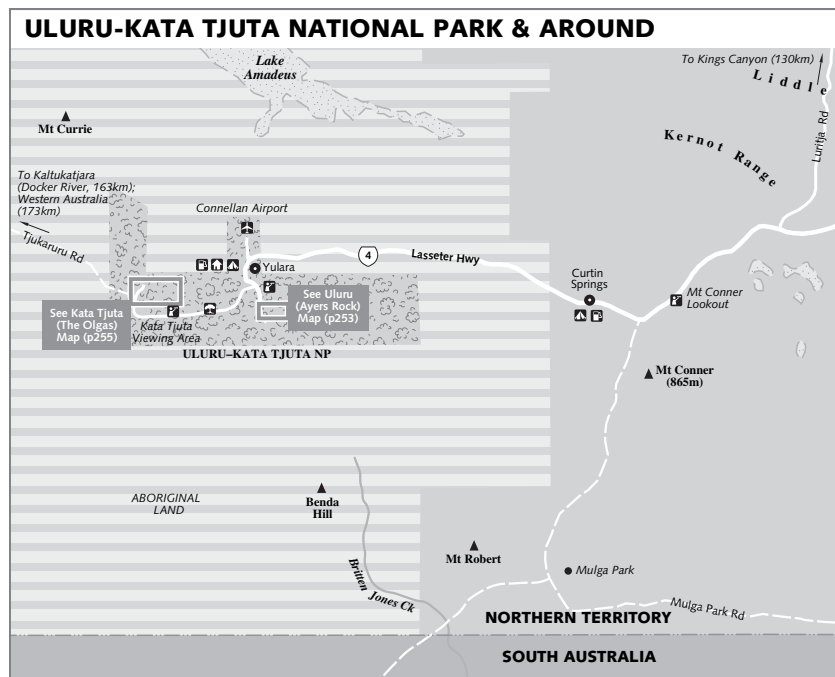 ULURU-KATA TJUTA NATIONAL PARK & AROUND
To Kings Canyon (130km)
Liddle
Lake
Amadeus
Luritja Rd
Mt Currie
Kernot Range
To Kaltukatjara
(Docker River, 163km);
Western Australia
(173km)
Tjukaruru Rd
Connellan Airport
4
Lasseter Hwy
Yulara
Curtin
Springs
Mt Conner
Lookout
See Uluru
(Ayers Rock)
Map (p253)
See Kata Tjuta
(The Olgas)
Map (p255)
Kata Tjuta
Viewing Area
ULURU–KATA TJUTA NP
Mt Conner
(865m)
ABORIGINAL
LAND
Benda
Hill
Mt Robert
Britten Jones Ck
Mulga Park
Mulga Park Rd
NORTHERN TERRITORY
SOUTH AUSTRALIA